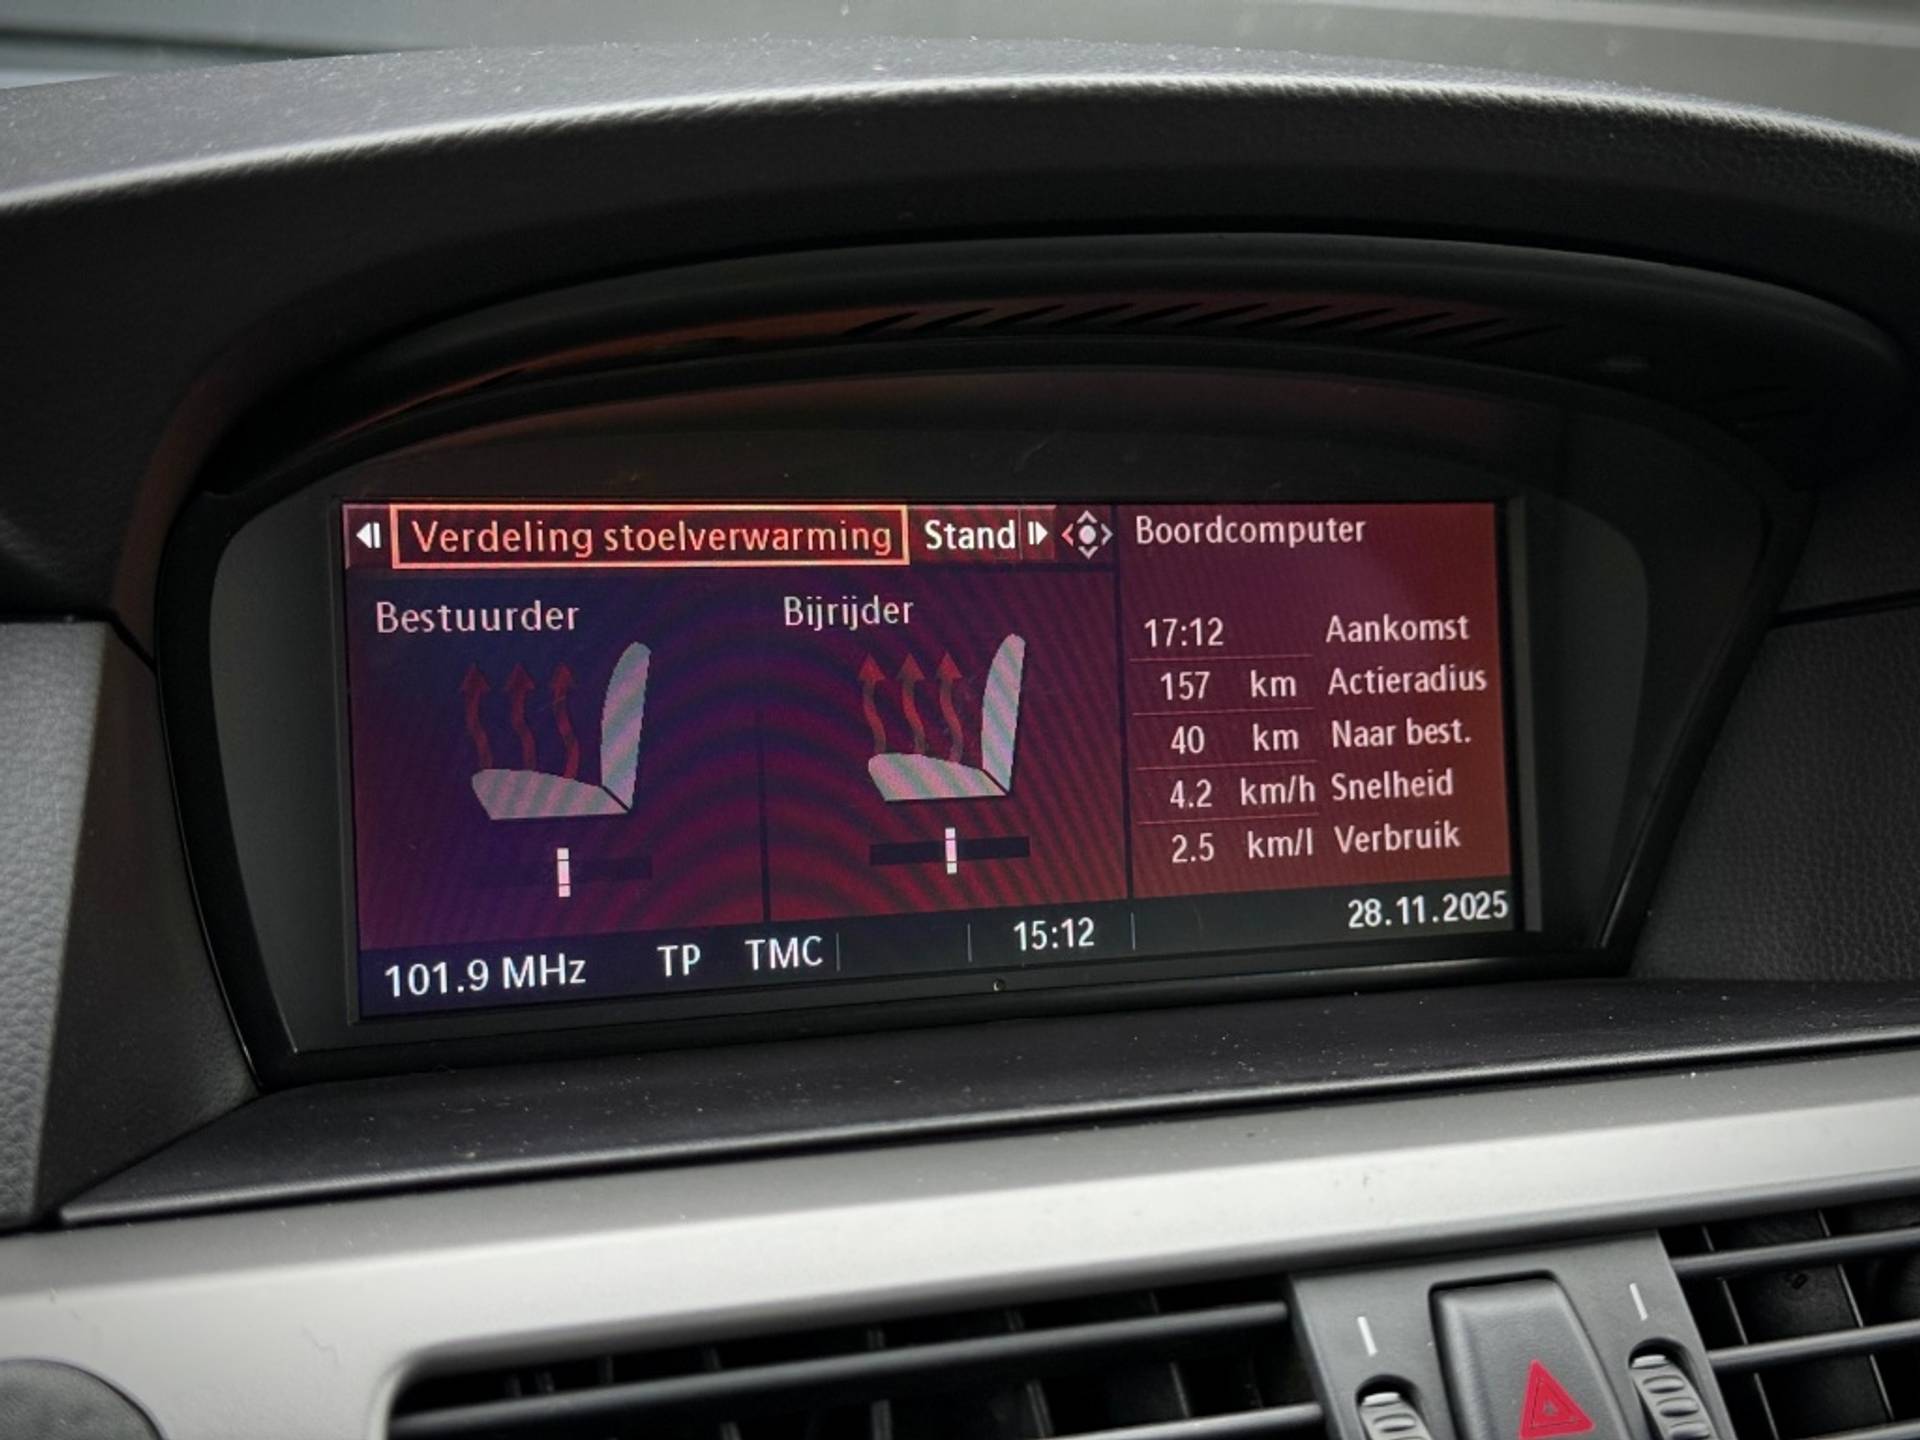 Verdeling stoelverwarming Stand
Bestuurder
Bijrijder
Boordcomputer
17:12 Aankomst
157 km Actieradius
40 km Naar best.
4.2 km/h Snelheid
2.5 km/l Verbruik
101.9 MHz TP TMC 15:12 28.11.2025